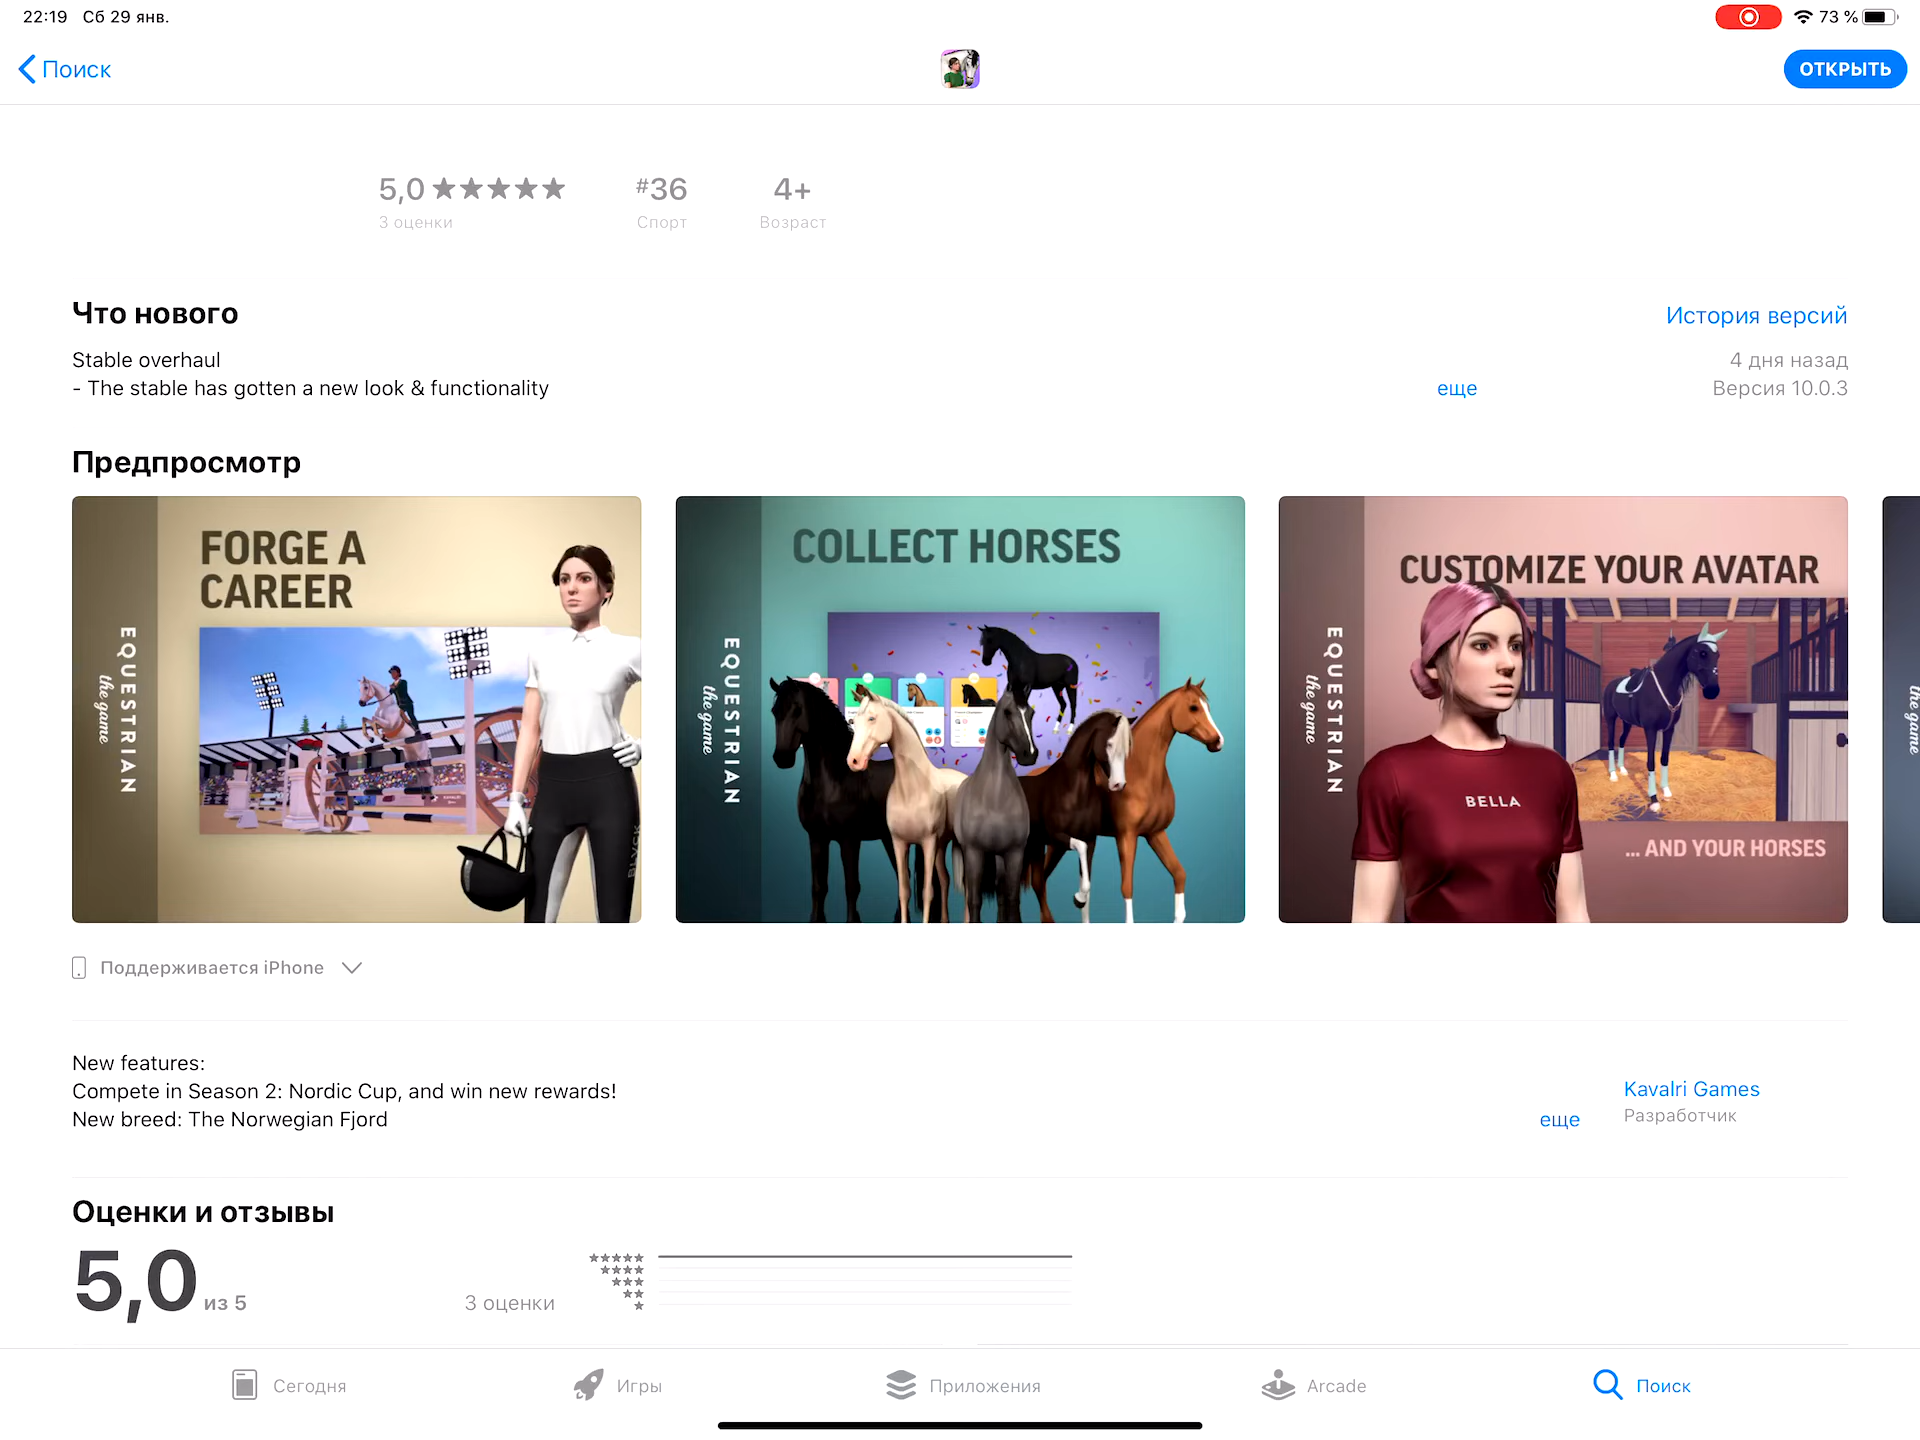 22:19 Сб 29 янв.
73 %
Поиск
ОТКРЫТЬ
5,0 ★★★★★
#36
4+
3 оценки
Спорт
Возраст
Что нового
История версий
Stable overhaul
4 дня назад
- The stable has gotten a new look & functionality
еще
Версия 10.0.3
Предпросмотр
FORGE A
CAREER
EQUESTRIAN
the game
BLVCK
COLLECT HORSES
EQUESTRIAN
the game
CUSTOMIZE YOUR AVATAR
EQUESTRIAN
the game
BELLA
... AND YOUR HORSES
the game
Поддерживается iPhone
New features:
Compete in Season 2: Nordic Cup, and win new rewards!
New breed: The Norwegian Fjord
еще
Kavalri Games
Разработчик
Оценки и отзывы
5,0 из 5
3 оценки
Сегодня
Игры
Приложения
Arcade
Поиск